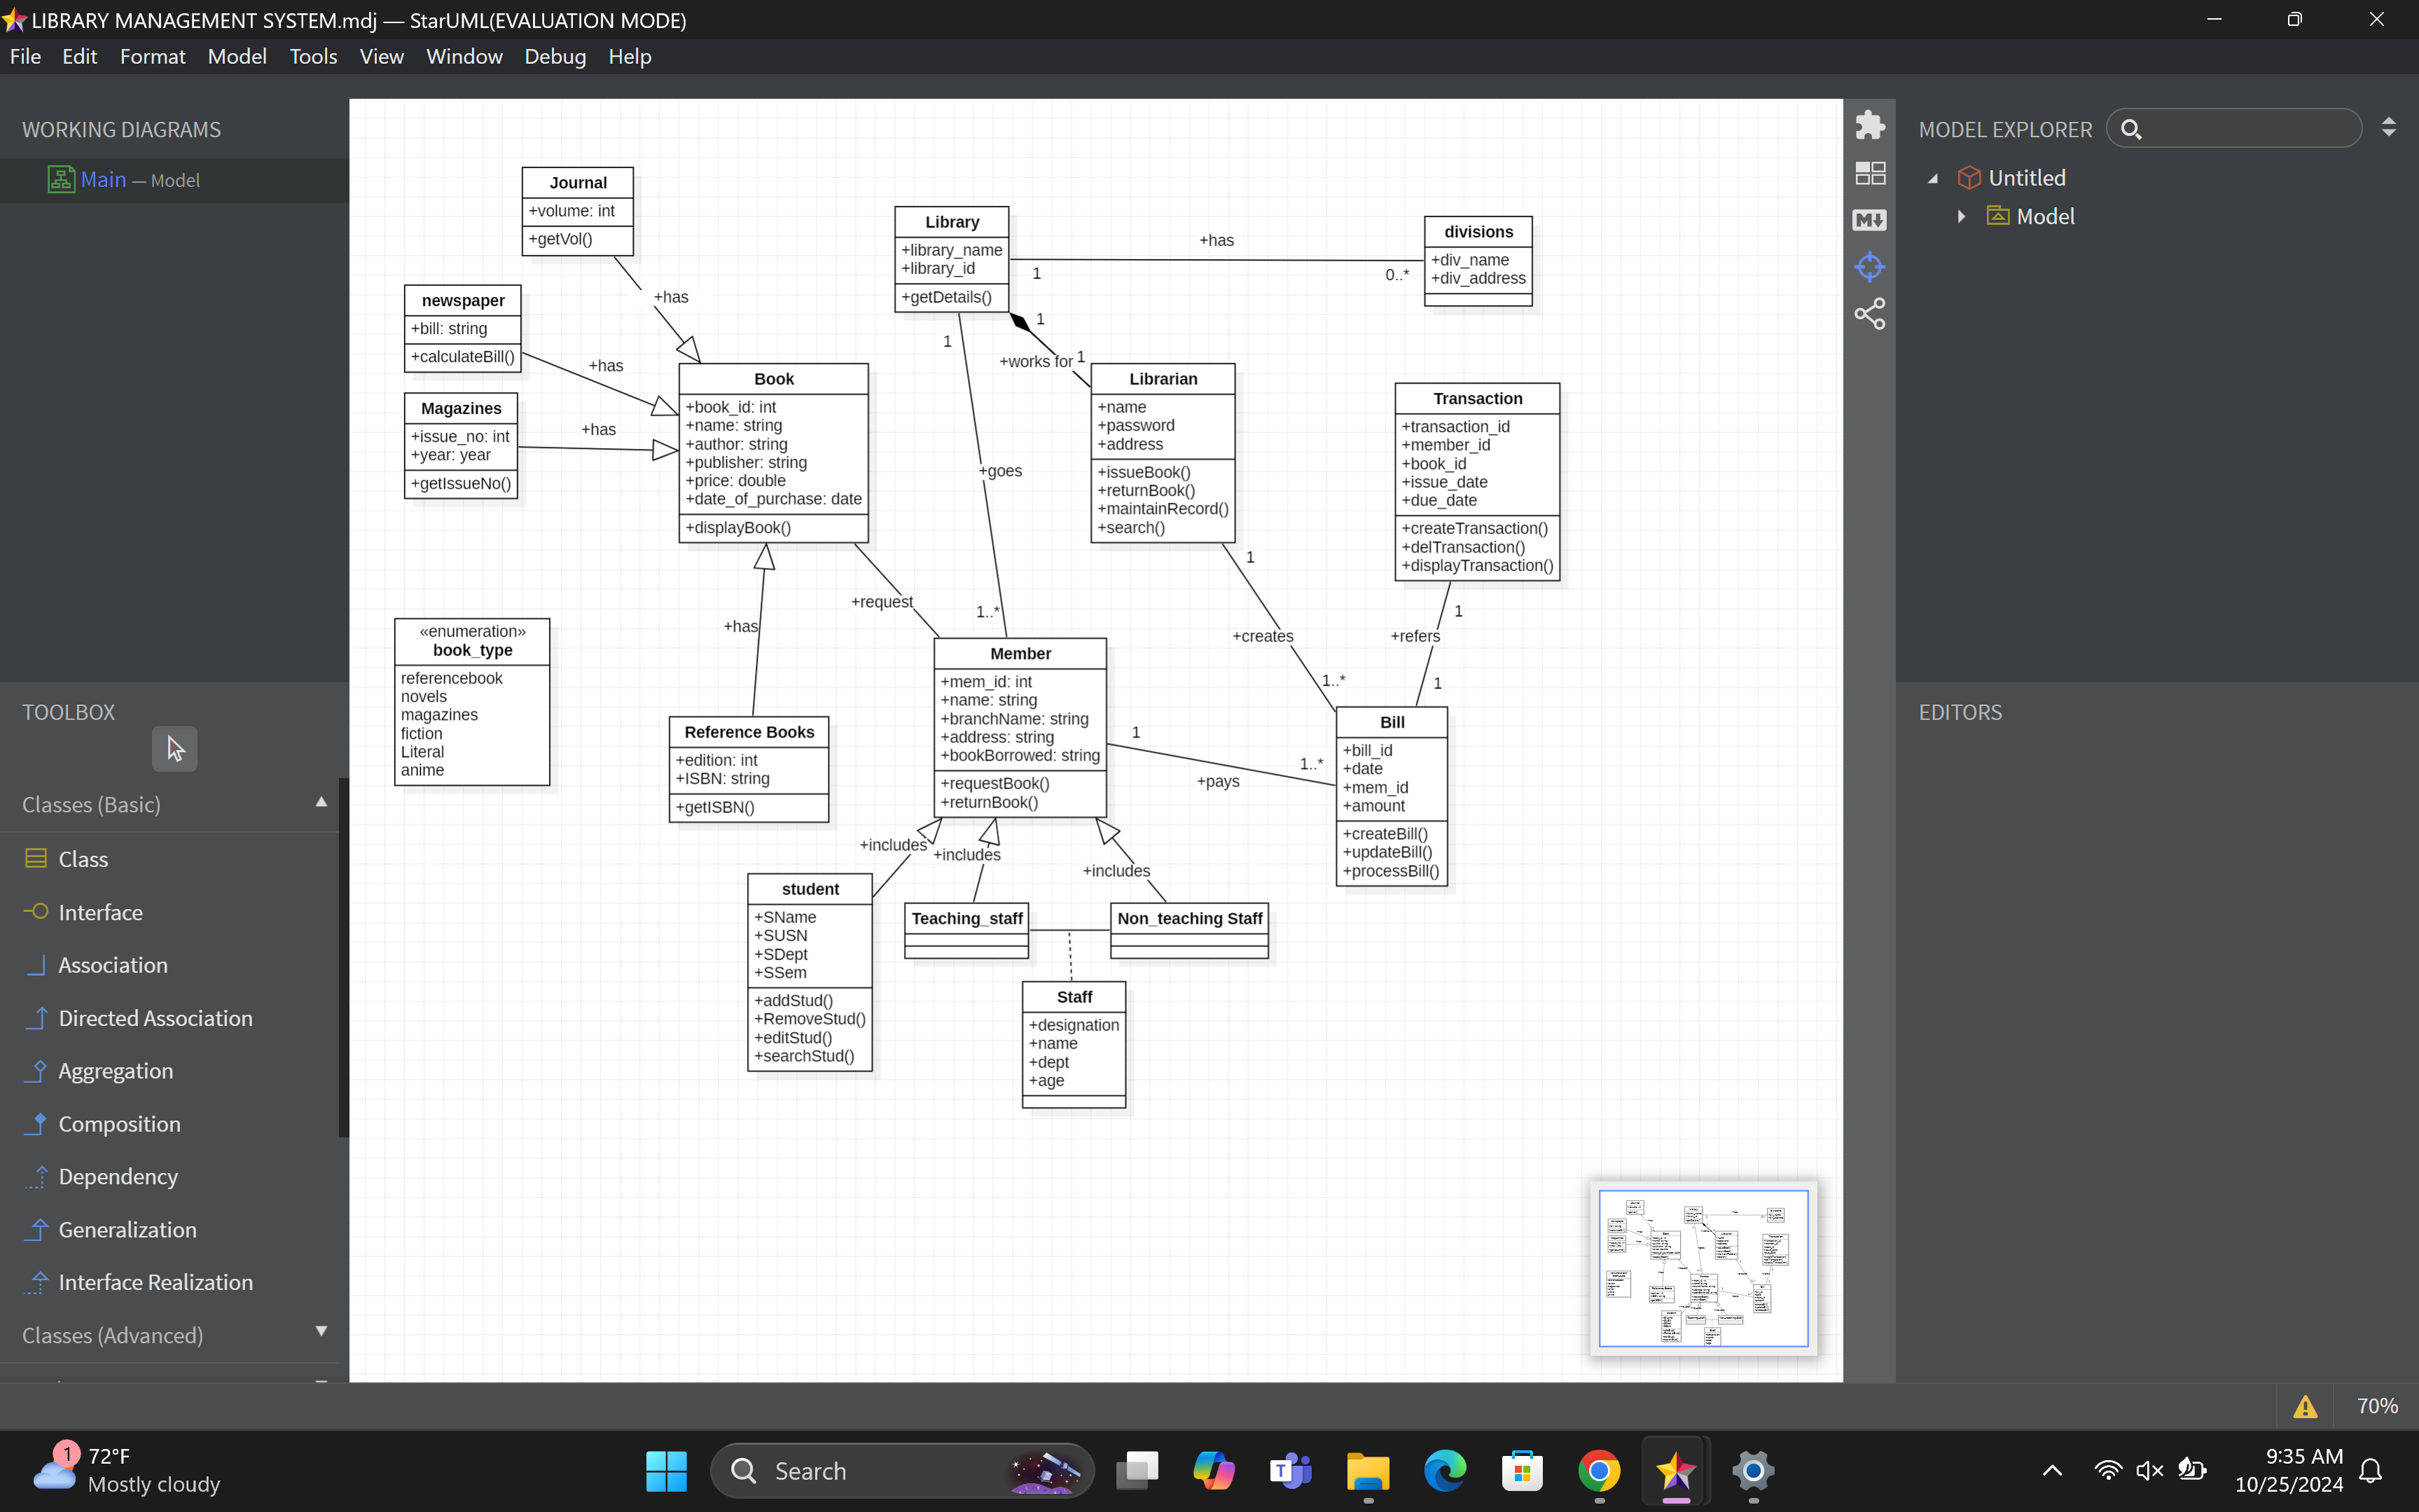 LIBRARY MANAGEMENT SYSTEM.mdj — StarUML(EVALUATION MODE)
File Edit Format Model Tools View Window Debug Help
WORKING DIAGRAMS
Main — Model
TOOLBOX
Classes (Basic)
Class
Interface
Association
Directed Association
Aggregation
Composition
Dependency
Generalization
Interface Realization
Classes (Advanced)
Journal
+volume: int
+getVol()
+has
newspaper
+bill: string
+calculateBill()
+has
Magazines
+issue_no: int
+year: year
+getIssueNo()
+has
Book
+book_id: int
+name: string
+author: string
+publisher: string
+price: double
+date_of_purchase: date
+displayBook()
Library
+library_name
+library_id
+getDetails()
+has
1
0..*
divisions
+div_name
+div_address
1
+works for
1
1
+goes
1..*
Librarian
+name
+password
+address
+issueBook()
+returnBook()
+maintainRecord()
+search()
Transaction
+transaction_id
+member_id
+book_id
+issue_date
+due_date
+createTransaction()
+delTransaction()
+displayTransaction()
+request
+has
1
+creates
1..*
1
+refers
1
«enumeration»
book_type
referencebook
novels
magazines
fiction
Literal
anime
Reference Books
+edition: int
+ISBN: string
+getISBN()
Member
+mem_id: int
+name: string
+branchName: string
+address: string
+bookBorrowed: string
+requestBook()
+returnBook()
1
+pays
1..*
Bill
+bill_id
+date
+mem_id
+amount
+createBill()
+updateBill()
+processBill()
+includes
+includes
+includes
student
+SName
+SUSN
+SDept
+SSem
+addStud()
+RemoveStud()
+editStud()
+searchStud()
Teaching_staff
Non_teaching Staff
Staff
+designation
+name
+dept
+age
MODEL EXPLORER
Untitled
Model
EDITORS
70%
1
72°F
Mostly cloudy
Search
9:35 AM
10/25/2024